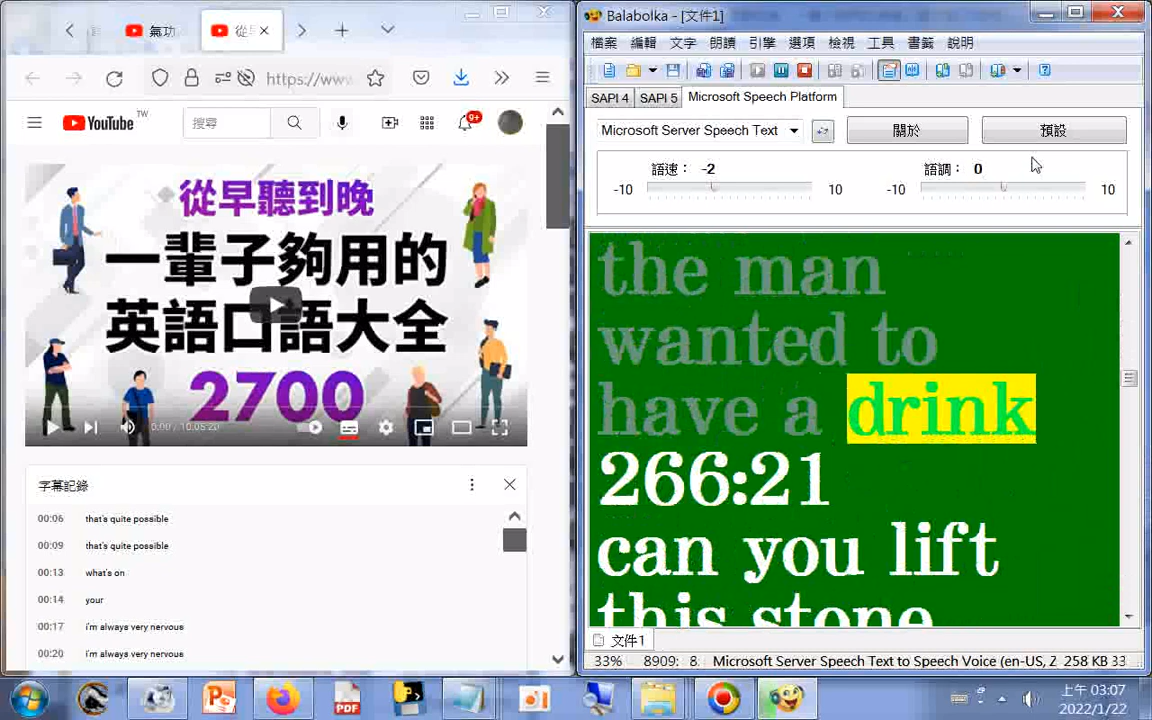 氣功
從
https://www
YouTube TW
搜尋
9+
從早聽到晚
一輩子夠用的
英語口語大全
2700
0:00 / 10:05:20
字幕記錄
00:06 that's quite possible
00:09 that's quite possible
00:13 what's on
00:14 your
00:17 i'm always very nervous
00:20 i'm always very nervous
Balabolka - [文件1]
檔案 編輯 文字 朗讀 引擎 選項 檢視 工具 書籤 說明
SAPI 4 SAPI 5 Microsoft Speech Platform
Microsoft Server Speech Text 關於 預設
語速： -2 語調： 0
-10 10 -10 10
the man
wanted to
have a drink
266:21
can you lift
this stone
文件1
33% 8909: 8 Microsoft Server Speech Text to Speech Voice (en-US, Z 258 KB 33
PDF
上午 03:07
2022/1/22